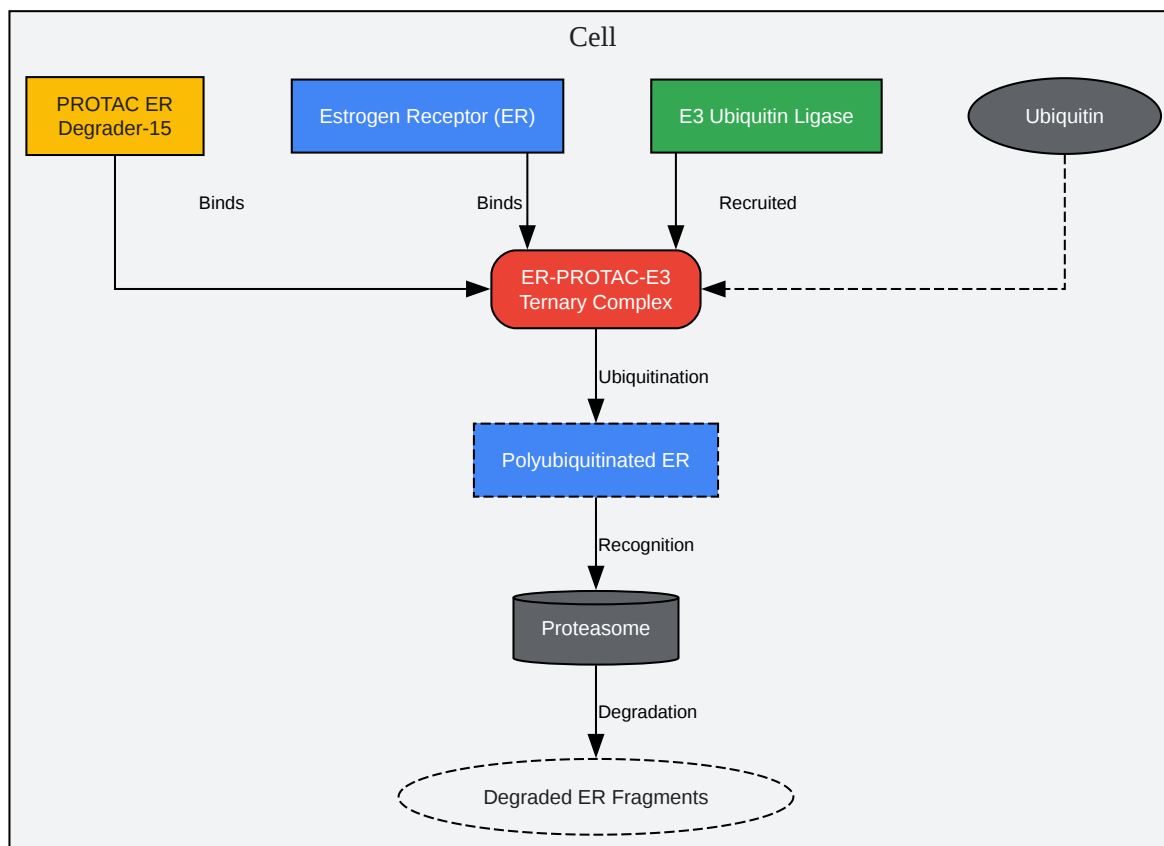 Cell
PROTAC ER
Degrader-15
Estrogen Receptor (ER)
E3 Ubiquitin Ligase
Ubiquitin
Binds
Binds
Recruited
ER-PROTAC-E3
Ternary Complex
Ubiquitination
Polyubiquitinated ER
Recognition
Proteasome
Degradation
Degraded ER Fragments